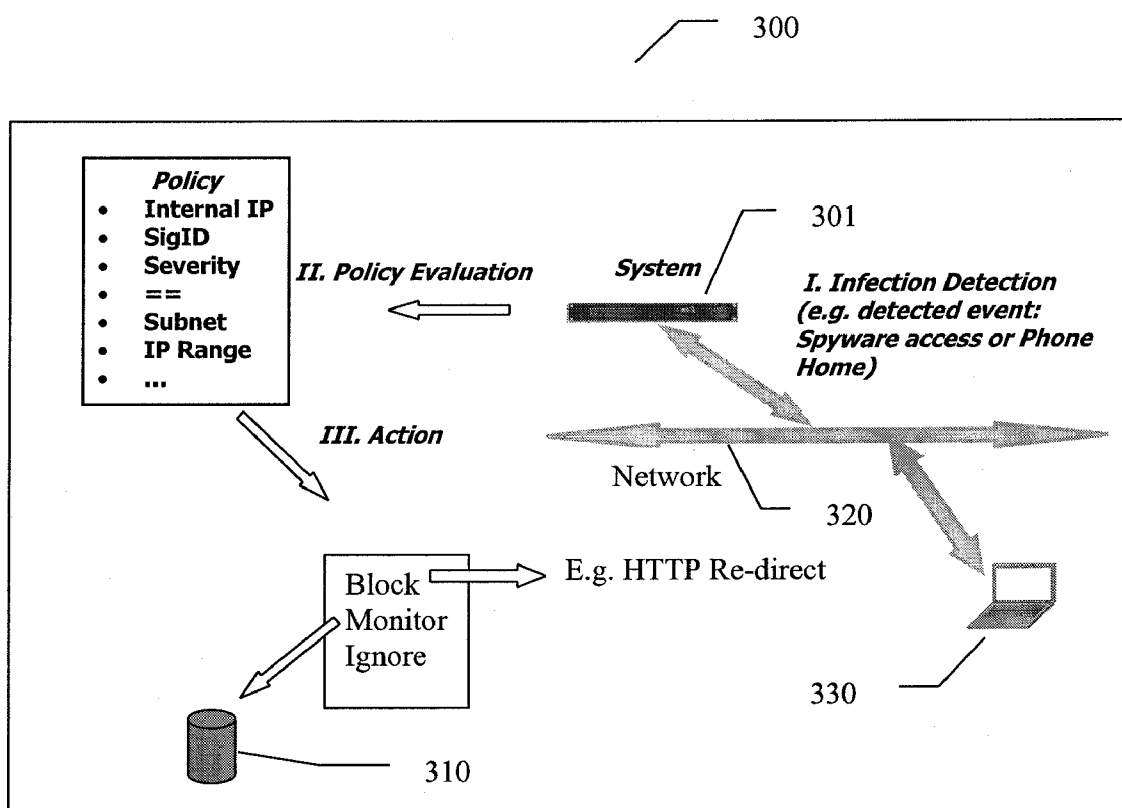 300
Policy
• Internal IP
• SigID
• Severity
• ==
• Subnet
• IP Range
• ...
II. Policy Evaluation
System
301
I. Infection Detection
(e.g. detected event:
Spyware access or Phone
Home)
III. Action
Network
320
Block
Monitor
Ignore
E.g. HTTP Re-direct
330
310